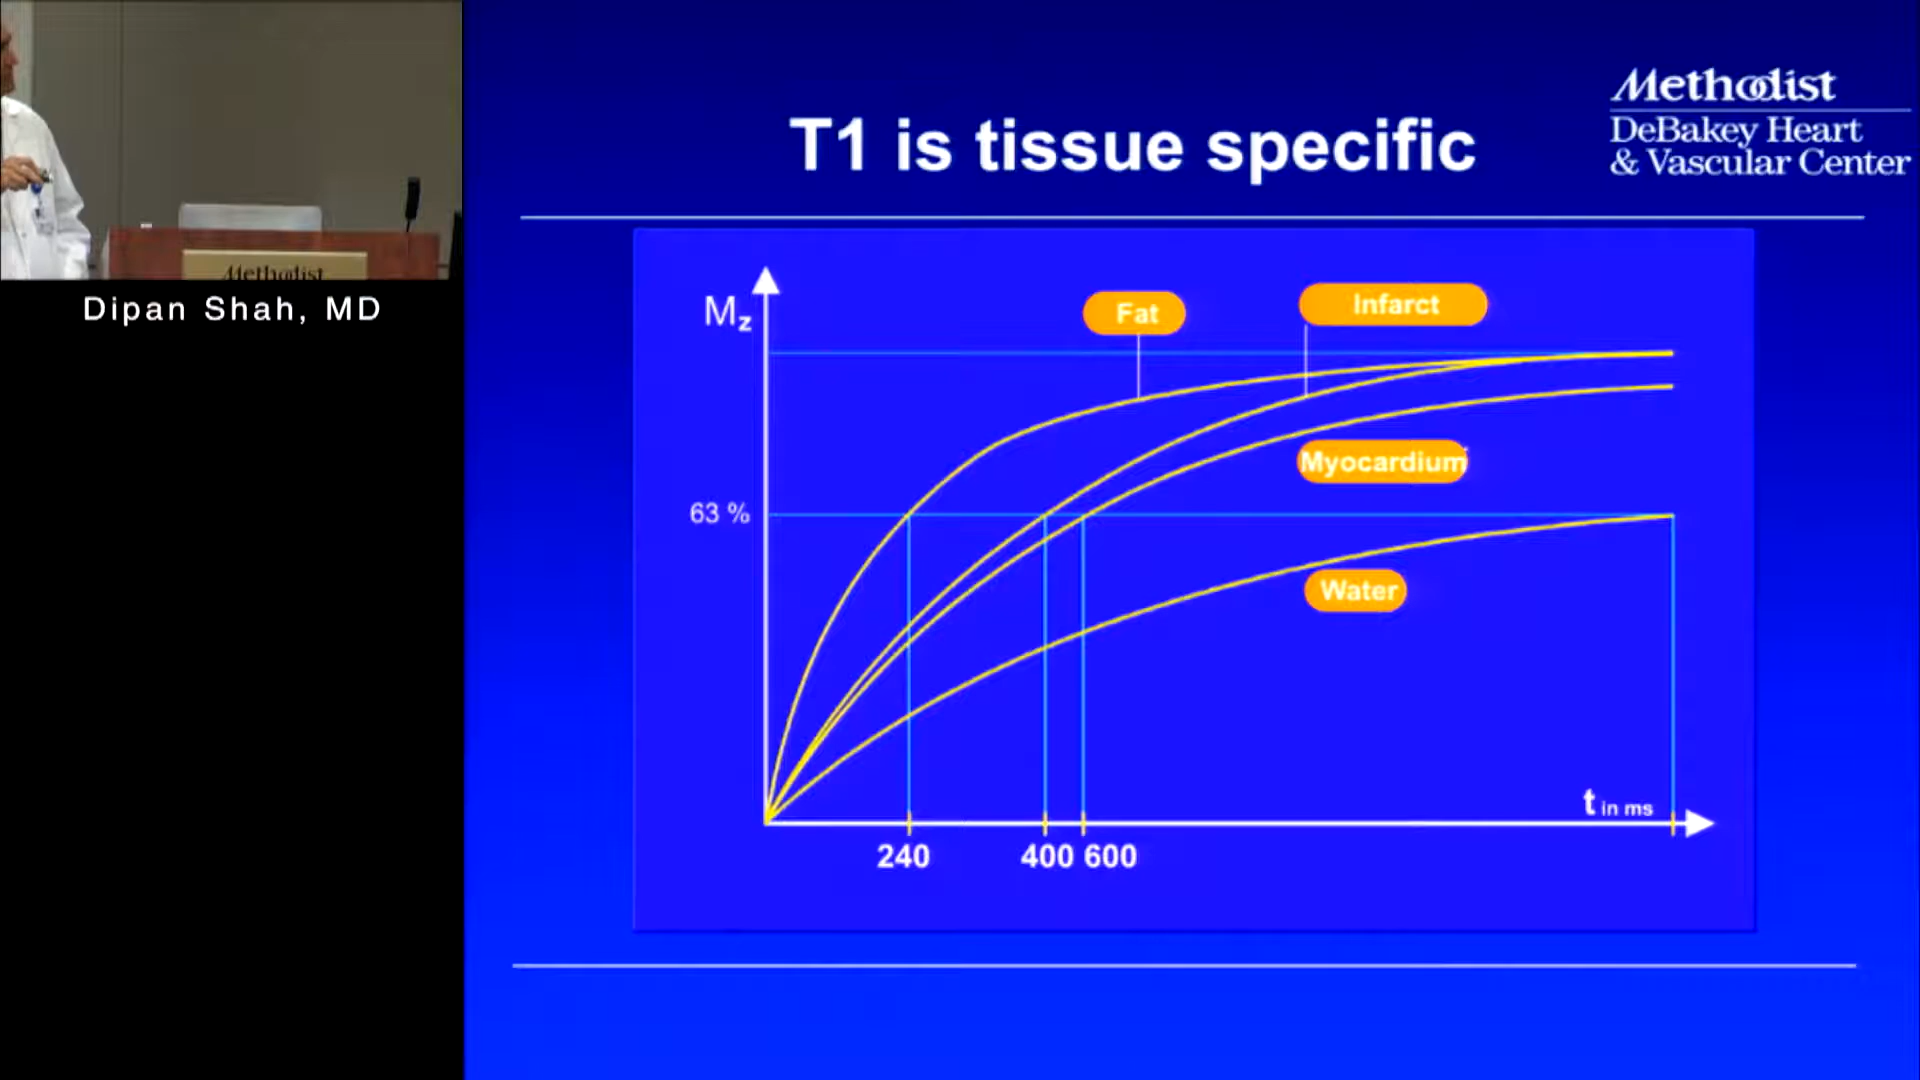 Methodist
Dipan Shah, MD
T1 is tissue specific
Methodist
DeBakey Heart
& Vascular Center
Mz
Fat
Infarct
Myocardium
63 %
Water
t in ms
240
400 600